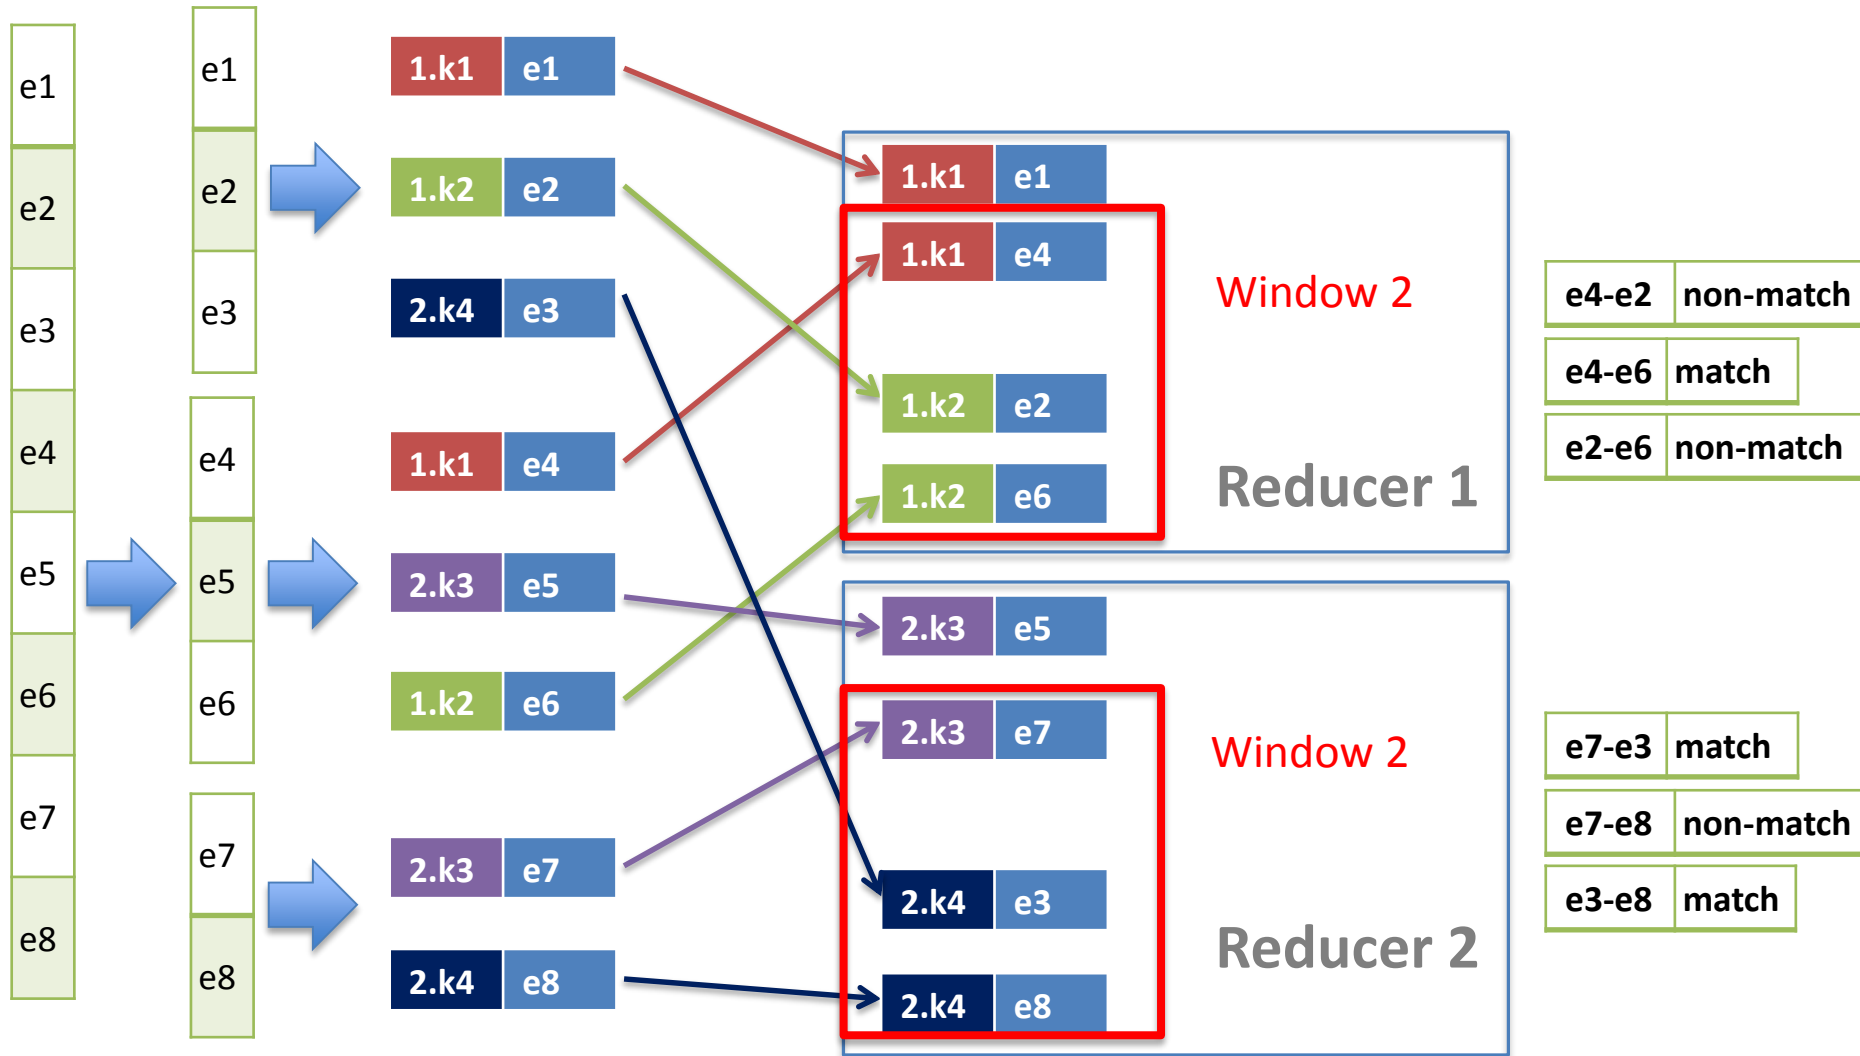 e1
e2
e3
e4
e5
e6
e7
e8
e1
e2
e3
e4
e5
e6
e7
e8
1.k1 e1
1.k2 e2
2.k4 e3
1.k1 e4
2.k3 e5
1.k2 e6
2.k3 e7
2.k4 e8
1.k1 e1
1.k1 e4
Window 2
1.k2 e2
1.k2 e6
Reducer 1
2.k3 e5
2.k3 e7
Window 2
2.k4 e3
Reducer 2
2.k4 e8
e4-e2 non-match
e4-e6 match
e2-e6 non-match
e7-e3 match
e7-e8 non-match
e3-e8 match